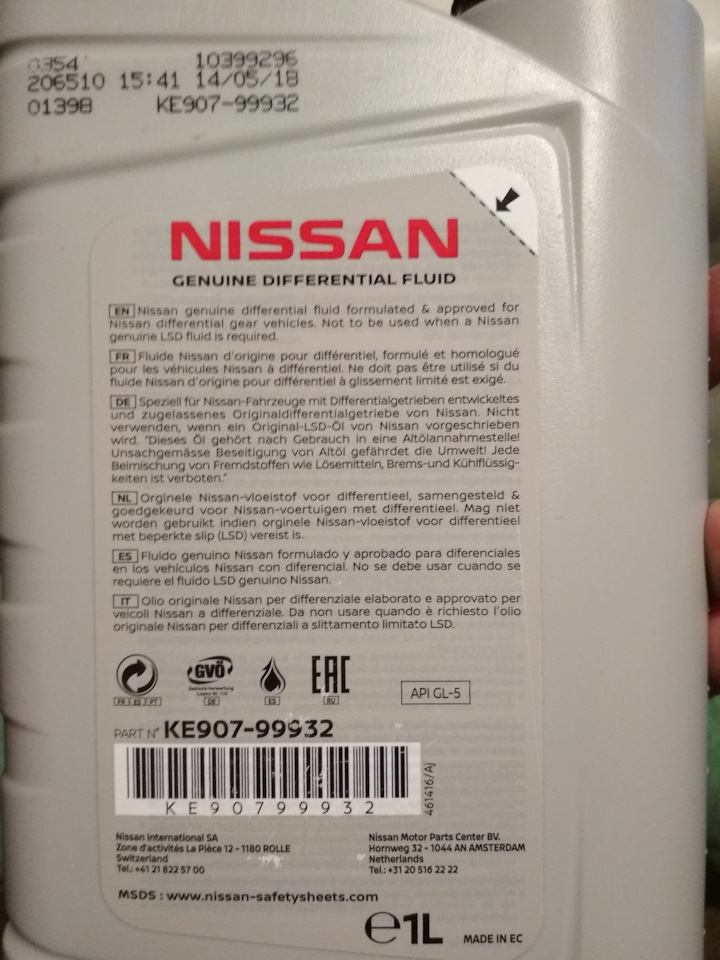 0354 10399296
206510 15:41 14/05/18
01398 KE907-99932
NISSAN
GENUINE DIFFERENTIAL FLUID
EN Nissan genuine differential fluid formulated & approved for
Nissan differential gear vehicles. Not to be used when a Nissan
genuine LSD fluid is required.
FR Fluide Nissan d'origine pour différentiel, formulé et homologué
pour les véhicules Nissan à différentiel. Ne doit pas être utilisé si du
fluide Nissan d'origine pour différentiel à glissement limité est exigé.
DE Speziell für Nissan-Fahrzeuge mit Differentialgetrieben entwickeltes
und zugelassenes Originaldifferentialgetriebe von Nissan. Nicht
verwenden, wenn ein Original-LSD-Öl von Nissan vorgeschrieben
wird. "Dieses Öl gehört nach Gebrauch in eine Altölannahmestelle!
Unsachgemässe Beseitigung von Altöl gefährdet die Umwelt! Jede
Beimischung von Fremdstoffen wie Lösemitteln, Brems-und Kühlflüssig-
keiten ist verboten."
NL Orginele Nissan-vloeistof voor differentieel, samengesteld &
goedgekeurd voor Nissan-voertuigen met differentieel. Mag niet
worden gebruikt indien orginele Nissan-vloeistof voor differentieel
met beperkte slip (LSD) vereist is.
ES Fluido genuino Nissan formulado y aprobado para diferenciales
en los vehículos Nissan con diferencial. No se debe usar cuando se
requiere el fluido LSD genuino Nissan.
IT Olio originale Nissan per differenziale elaborato e approvato per
veicoli Nissan a differenziale. Da non usare quando è richiesto l'olio
originale Nissan per differenziali a slittamento limitato LSD.
GVÖ EAC
Gebinde-Verwertung
FR ES PT DE ES RU
API GL-5
PART N° KE907-99932
KE90799932
461416/AJ
Nissan International SA
Zone d'activités La Pièce 12 - 1180 ROLLE
Switzerland
Tel.: +41 21 822 57 00
Nissan Motor Parts Center BV.
Hornweg 32 - 1044 AN AMSTERDAM
Netherlands
Tel.: +31 20 516 22 22
MSDS : www.nissan-safetysheets.com
e1L MADE IN EC